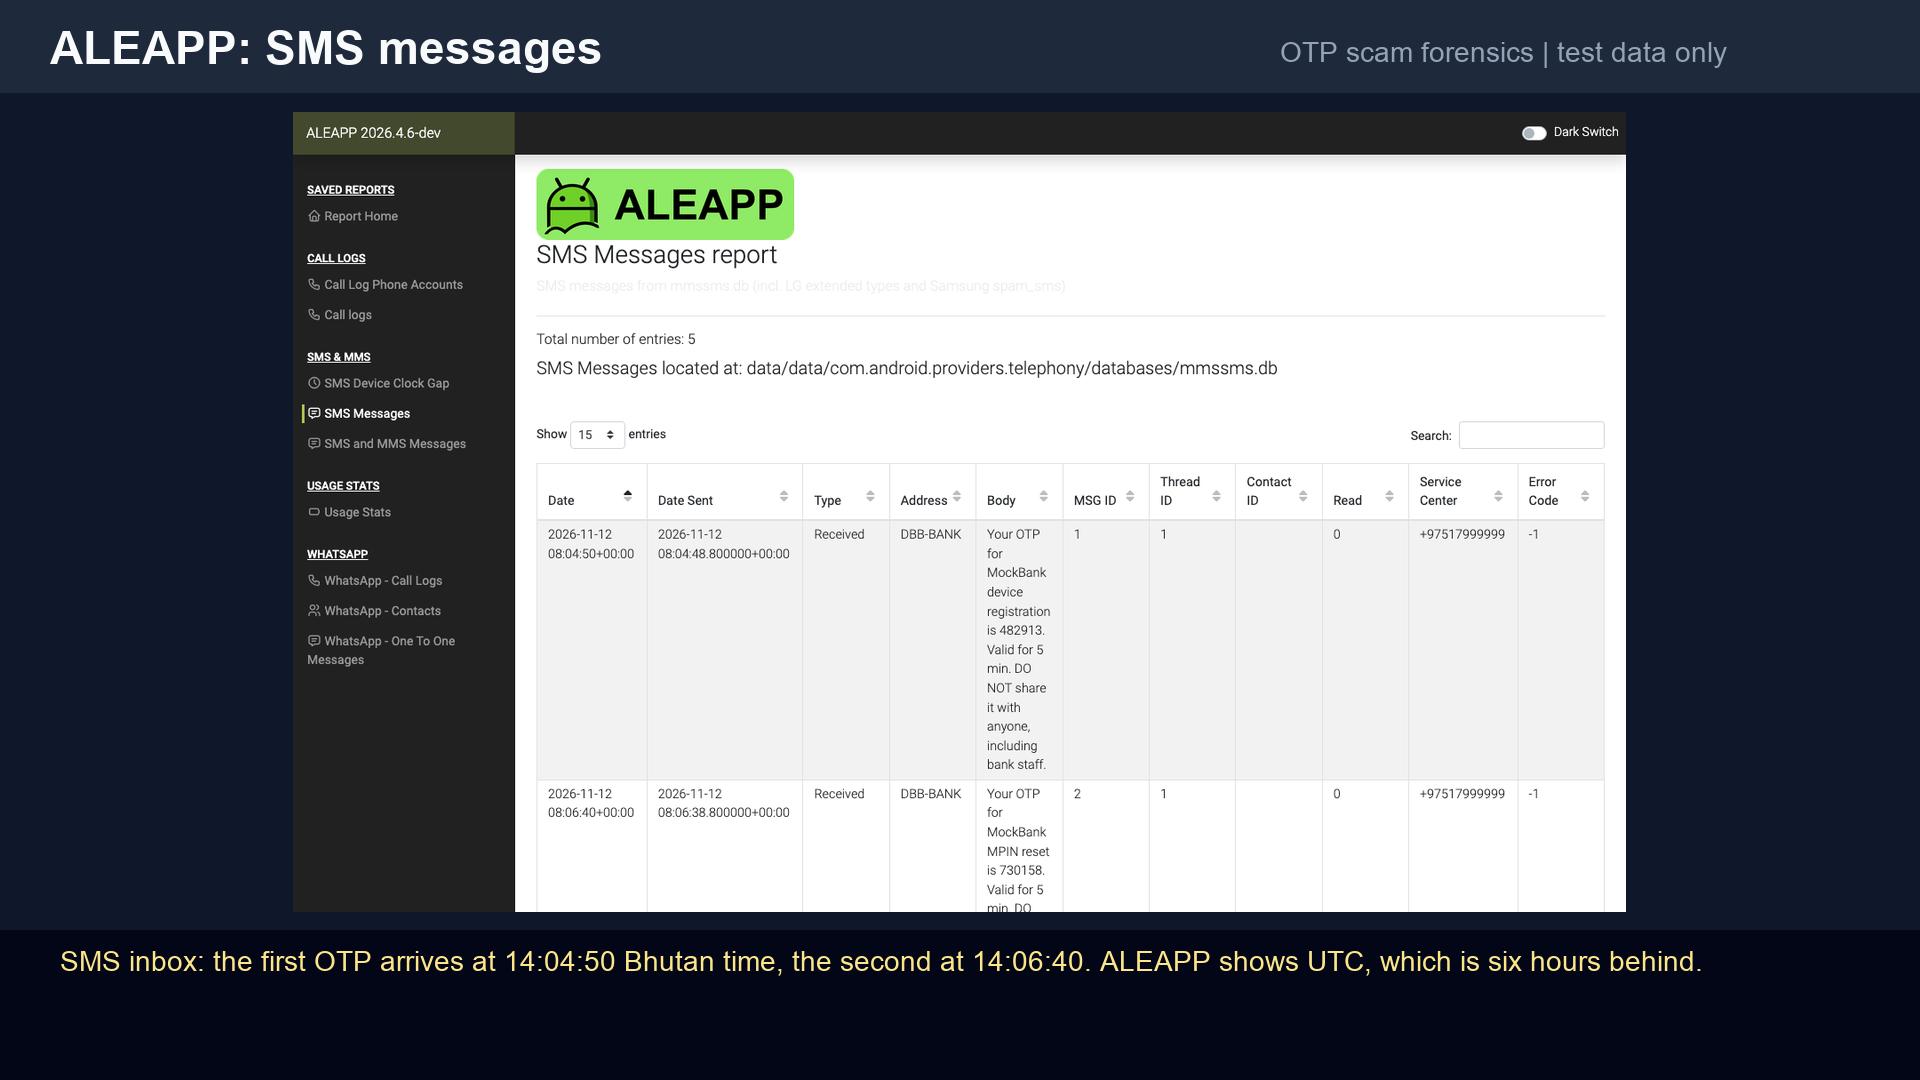 ALEAPP: SMS messages
OTP scam forensics | test data only
ALEAPP 2026.4.6-dev
Dark Switch
SAVED REPORTS
Report Home
CALL LOGS
Call Log Phone Accounts
Call logs
SMS & MMS
SMS Device Clock Gap
SMS Messages
SMS and MMS Messages
USAGE STATS
Usage Stats
WHATSAPP
WhatsApp - Call Logs
WhatsApp - Contacts
WhatsApp - One To One
Messages
ALEAPP
SMS Messages report
SMS messages from mmssms.db (incl. LG extended types and Samsung spam_sms)
Total number of entries: 5
SMS Messages located at: data/data/com.android.providers.telephony/databases/mmssms.db
Show 15 entries
Search:
Date Date Sent Type Address Body MSG ID Thread ID Contact ID Read Service Center Error Code
2026-11-12 08:04:50+00:00
2026-11-12 08:04:48.800000+00:00
Received
DBB-BANK
Your OTP
for
MockBank
device
registration
is 482913.
Valid for 5
min. DO
NOT share
it with
anyone,
including
bank staff.
1
1
0
+97517999999
-1
2026-11-12 08:06:40+00:00
2026-11-12 08:06:38.800000+00:00
Received
DBB-BANK
Your OTP
for
MockBank
MPIN reset
is 730158.
Valid for 5
min. DO
2
1
0
+97517999999
-1
SMS inbox: the first OTP arrives at 14:04:50 Bhutan time, the second at 14:06:40. ALEAPP shows UTC, which is six hours behind.